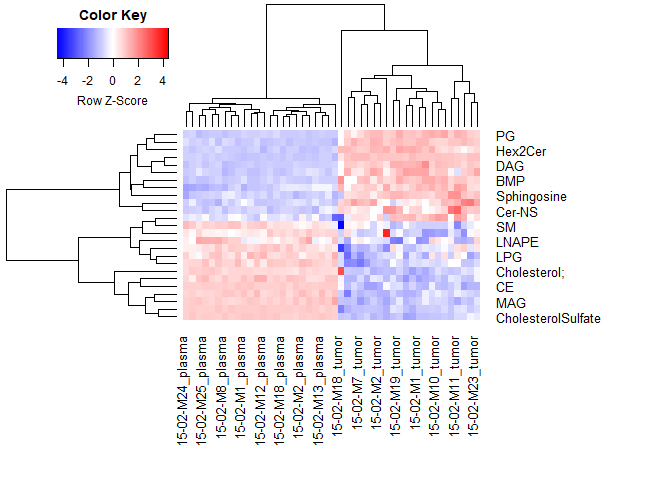 Color Key
-4 -2 0 2 4
Row Z-Score
PG
Hex2Cer
DAG
BMP
Sphingosine
Cer-NS
SM
LNAPE
LPG
Cholesterol;
CE
MAG
CholesterolSulfate
15-02-M24_plasma
15-02-M25_plasma
15-02-M8_plasma
15-02-M1_plasma
15-02-M12_plasma
15-02-M18_plasma
15-02-M2_plasma
15-02-M13_plasma
15-02-M18_tumor
15-02-M7_tumor
15-02-M2_tumor
15-02-M19_tumor
15-02-M1_tumor
15-02-M10_tumor
15-02-M11_tumor
15-02-M23_tumor